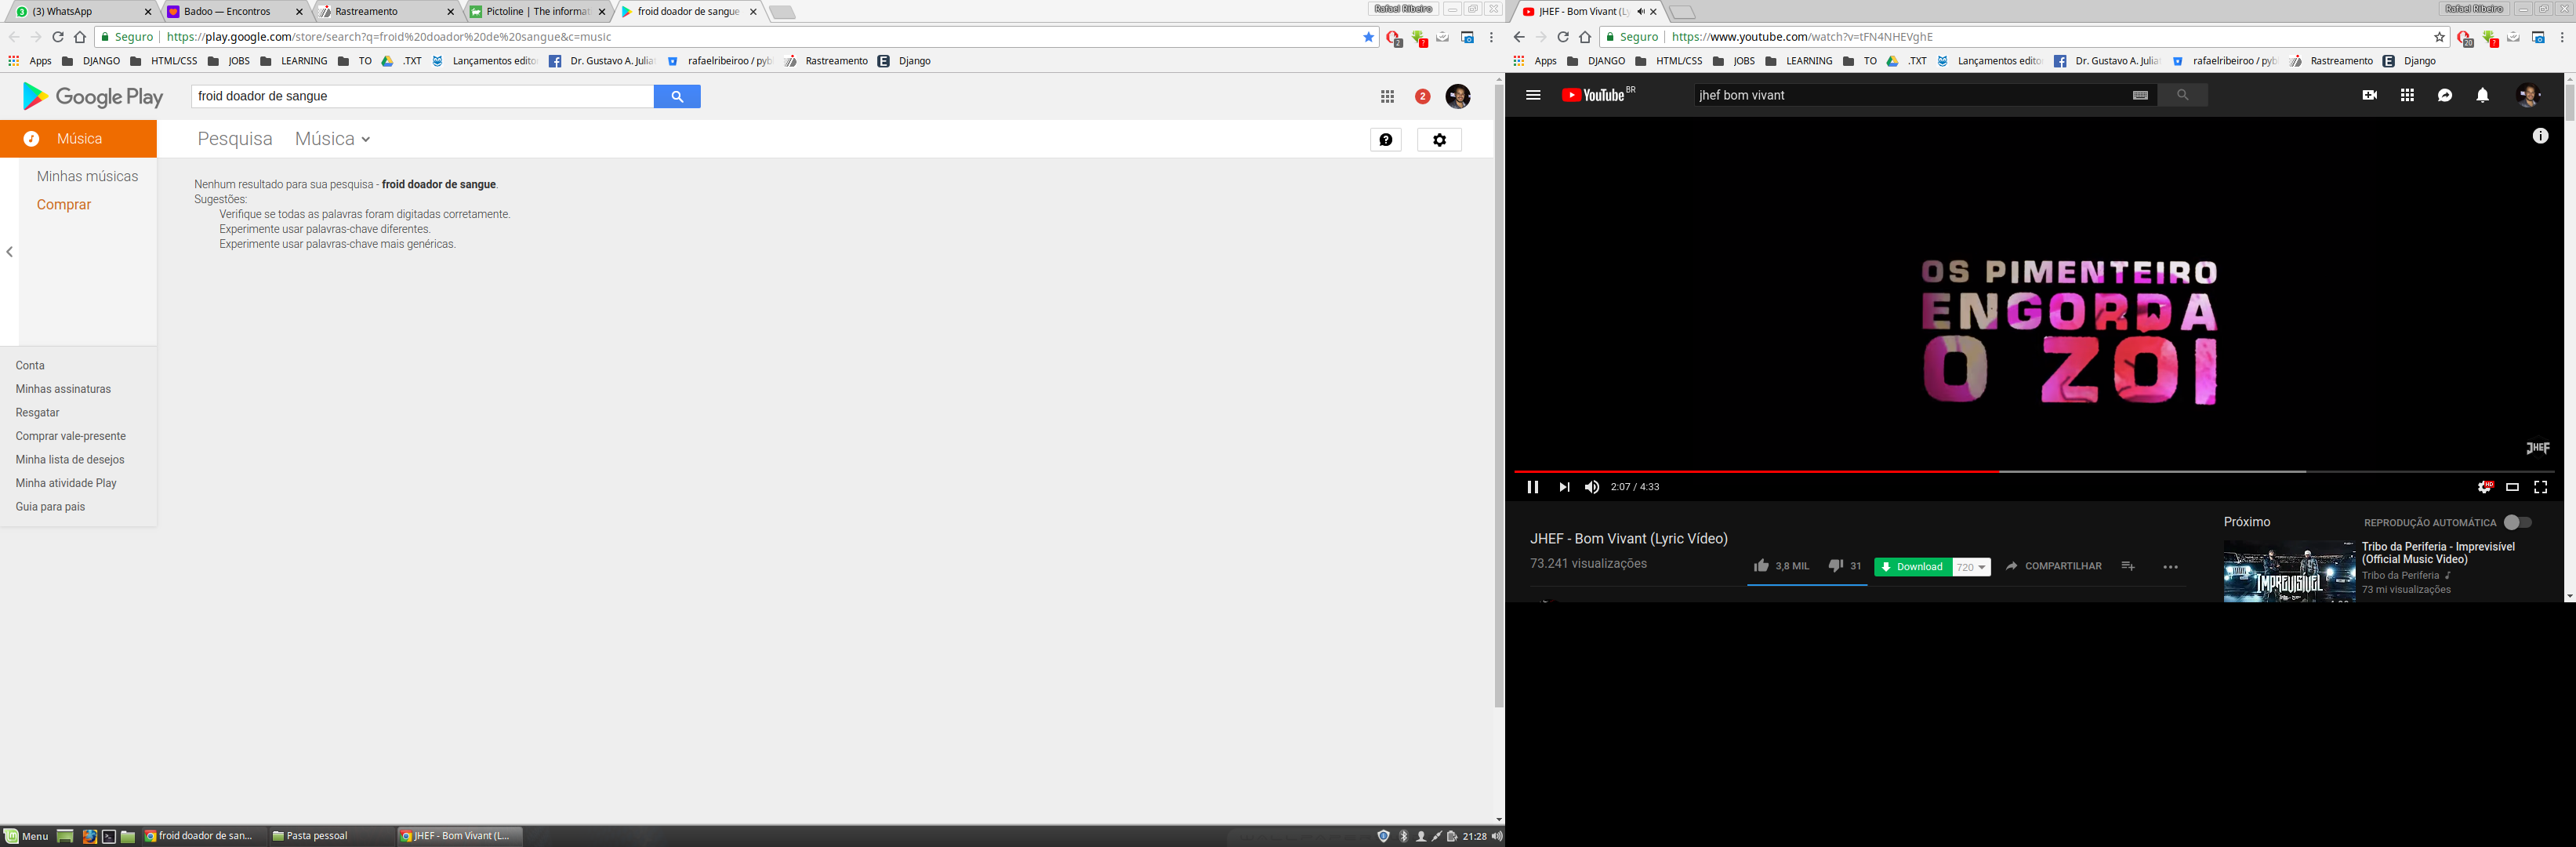 (3) WhatsApp
Badoo — Encontros
Rastreamento
Pictoline | The informat
froid doador de sangue
Rafael Ribeiro
Seguro
https://play.google.com/store/search?q=froid%20doador%20de%20sangue&c=music
2
7
Apps DJANGO HTML/CSS JOBS LEARNING TO .TXT Lançamentos edito Dr. Gustavo A. Julia rafaelribeiroo / pyb Rastreamento E Django
Google Play
froid doador de sangue
2
Música
Pesquisa Música
Minhas músicas
Comprar
Nenhum resultado para sua pesquisa - froid doador de sangue.
Sugestões:
Verifique se todas as palavras foram digitadas corretamente.
Experimente usar palavras-chave diferentes.
Experimente usar palavras-chave mais genéricas.
Conta
Minhas assinaturas
Resgatar
Comprar vale-presente
Minha lista de desejos
Minha atividade Play
Guia para pais
Menu
froid doador de san...
Pasta pessoal
JHEF - Bom Vivant (L...
21:28
JHEF - Bom Vivant (Ly
Rafael Ribeiro
Seguro
https://www.youtube.com/watch?v=tFN4NHEVghE
20
7
Apps DJANGO HTML/CSS JOBS LEARNING TO .TXT Lançamentos edito Dr. Gustavo A. Julia rafaelribeiroo / pyb Rastreamento E Django
YouTube BR
jhef bom vivant
OS PIMENTEIRO
ENGORDA
O ZOI
JHEF
2:07 / 4:33
HD
JHEF - Bom Vivant (Lyric Vídeo)
73.241 visualizações
3,8 MIL
31
Download 720
COMPARTILHAR
Próximo
REPRODUÇÃO AUTOMÁTICA
IMPREVISÍVEL
Tribo da Periferia - Imprevisível
(Official Music Video)
Tribo da Periferia
73 mi visualizações